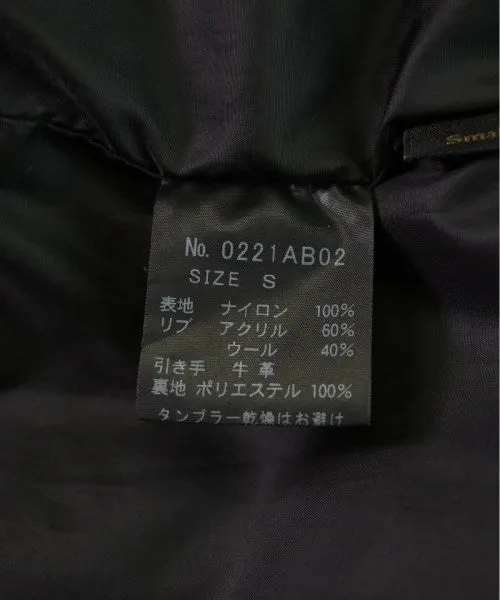 Sma
No. 0221AB02
SIZE S
表地 ナイロン 100%
リブ アクリル 60%
ウール 40%
引き手 牛革
裏地 ポリエステル 100%
タンブラー乾燥はお避け